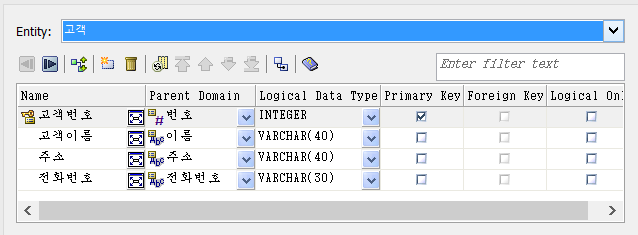 Entity: 고객
Enter filter text
Name Parent Domain Logical Data Type Primary Key Foreign Key Logical Onl
고객번호 번호 INTEGER
고객이름 이름 VARCHAR(40)
주소 주소 VARCHAR(40)
전화번호 전화번호 VARCHAR(30)